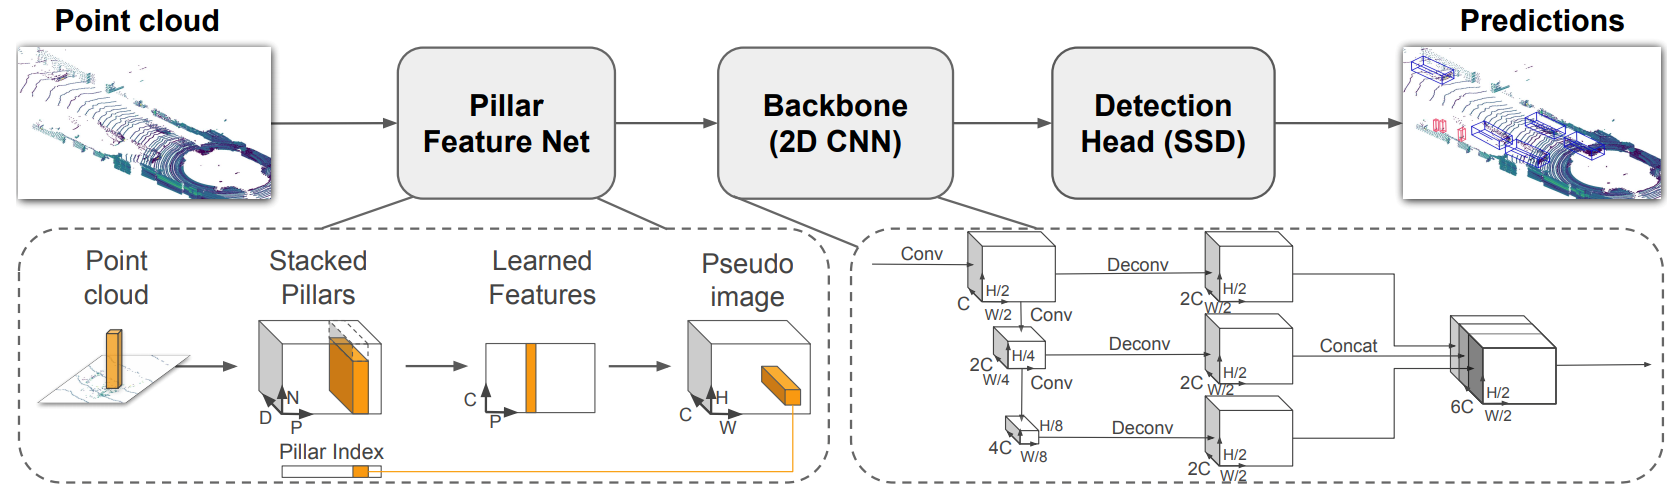 Point cloud
Predictions
Pillar
Feature Net
Backbone
(2D CNN)
Detection
Head (SSD)
Point
cloud
Stacked
Pillars
Learned
Features
Pseudo
image
N
D
P
C
P
H
C
W
Pillar Index
Conv
H/2
C
W/2
Conv
H/4
2C
W/4
Conv
H/8
4C
W/8
Deconv
H/2
2C
W/2
Deconv
H/2
2C
W/2
Deconv
H/2
2C
W/2
Concat
H/2
6C
W/2